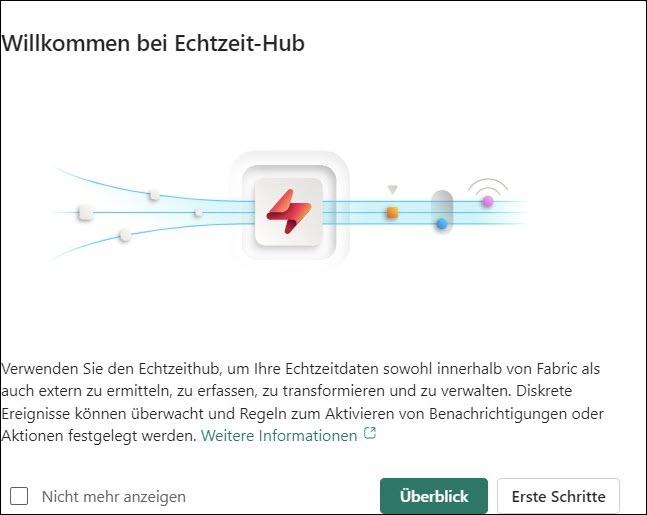 Willkommen bei Echtzeit-Hub
Verwenden Sie den Echtzeithub, um Ihre Echtzeitdaten sowohl innerhalb von Fabric als
auch extern zu ermitteln, zu erfassen, zu transformieren und zu verwalten. Diskrete
Ereignisse können überwacht und Regeln zum Aktivieren von Benachrichtigungen oder
Aktionen festgelegt werden. Weitere Informationen
Nicht mehr anzeigen
Überblick
Erste Schritte